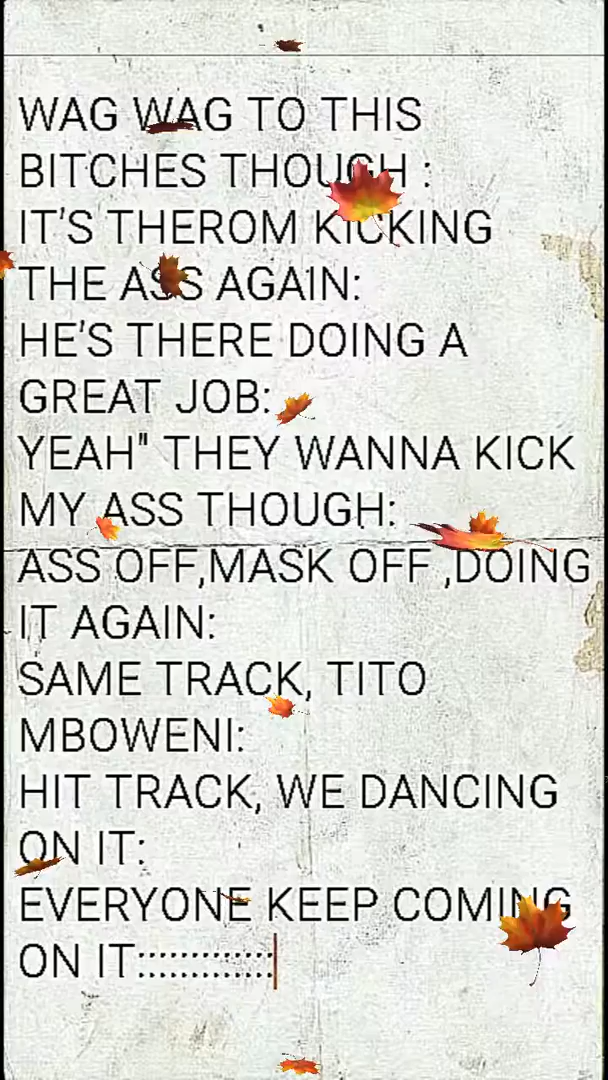 WAG WAG TO THIS
BITCHES THOUGH :
IT'S THEROM KICKING
THE ASS AGAIN:
HE'S THERE DOING A
GREAT JOB:
YEAH" THEY WANNA KICK
MY ASS THOUGH:
ASS OFF,MASK OFF ,DOING
IT AGAIN:
SAME TRACK, TITO
MBOWENI:
HIT TRACK, WE DANCING
ON IT:
EVERYONE KEEP COMING
ON IT:::::::::::::